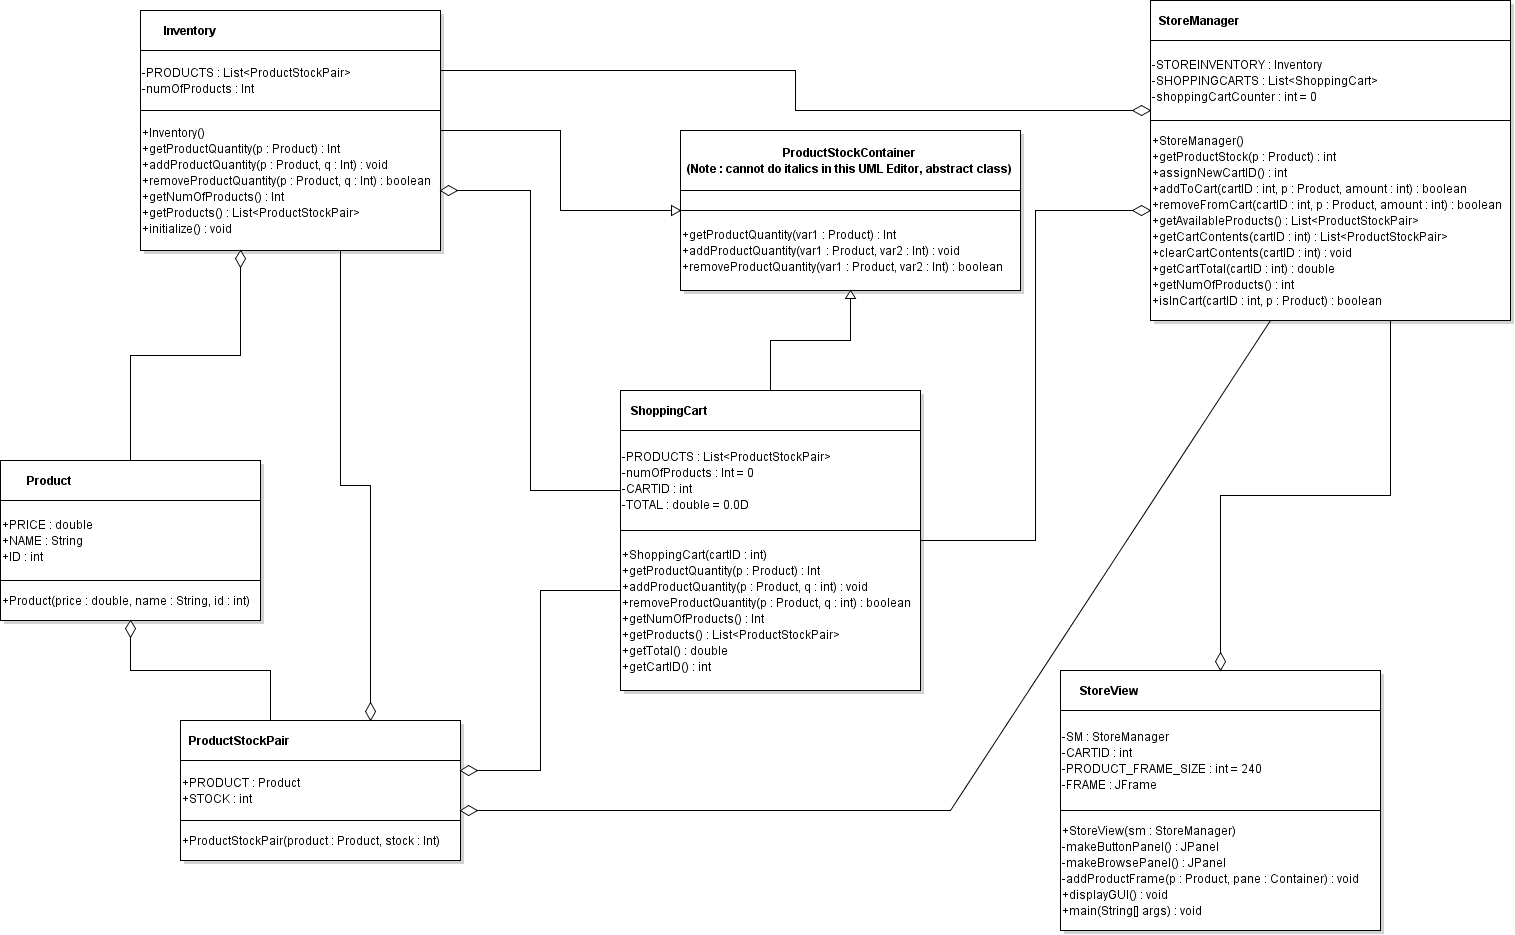 Inventory
-PRODUCTS : List<ProductStockPair>
-numOfProducts : Int
+Inventory()
+getProductQuantity(p : Product) : Int
+addProductQuantity(p : Product, q : Int) : void
+removeProductQuantity(p : Product, q : Int) : boolean
+getNumOfProducts() : Int
+getProducts() : List<ProductStockPair>
+initialize() : void
ProductStockContainer
(Note : cannot do italics in this UML Editor, abstract class)
+getProductQuantity(var1 : Product) : Int
+addProductQuantity(var1 : Product, var2 : Int) : void
+removeProductQuantity(var1 : Product, var2 : Int) : boolean
StoreManager
-STOREINVENTORY : Inventory
-SHOPPINGCARTS : List<ShoppingCart>
-shoppingCartCounter : int = 0
+StoreManager()
+getProductStock(p : Product) : int
+assignNewCartID() : int
+addToCart(cartID : int, p : Product, amount : int) : boolean
+removeFromCart(cartID : int, p : Product, amount : int) : boolean
+getAvailableProducts() : List<ProductStockPair>
+getCartContents(cartID : int) : List<ProductStockPair>
+clearCartContents(cartID : int) : void
+getCartTotal(cartID : int) : double
+getNumOfProducts() : int
+isInCart(cartID : int, p : Product) : boolean
ShoppingCart
-PRODUCTS : List<ProductStockPair>
-numOfProducts : Int = 0
-CARTID : int
-TOTAL : double = 0.0D
+ShoppingCart(cartID : int)
+getProductQuantity(p : Product) : Int
+addProductQuantity(p : Product, q : int) : void
+removeProductQuantity(p : Product, q : int) : boolean
+getNumOfProducts() : Int
+getProducts() : List<ProductStockPair>
+getTotal() : double
+getCartID() : int
Product
+PRICE : double
+NAME : String
+ID : int
+Product(price : double, name : String, id : int)
ProductStockPair
+PRODUCT : Product
+STOCK : int
+ProductStockPair(product : Product, stock : Int)
StoreView
-SM : StoreManager
-CARTID : int
-PRODUCT_FRAME_SIZE : int = 240
-FRAME : JFrame
+StoreView(sm : StoreManager)
-makeButtonPanel() : JPanel
-makeBrowsePanel() : JPanel
-addProductFrame(p : Product, pane : Container) : void
+displayGUI() : void
+main(String[] args) : void